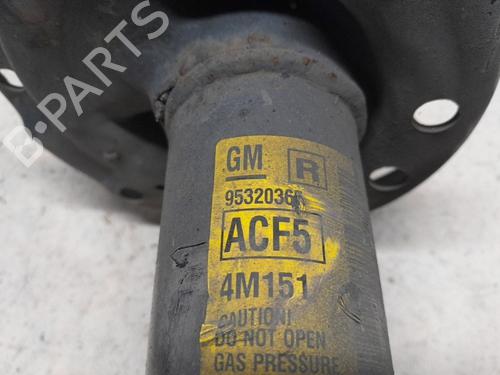 B-PARTS
GM R
ACF5
4M151
CAUTION!
DO NOT OPEN
GAS PRESSURE